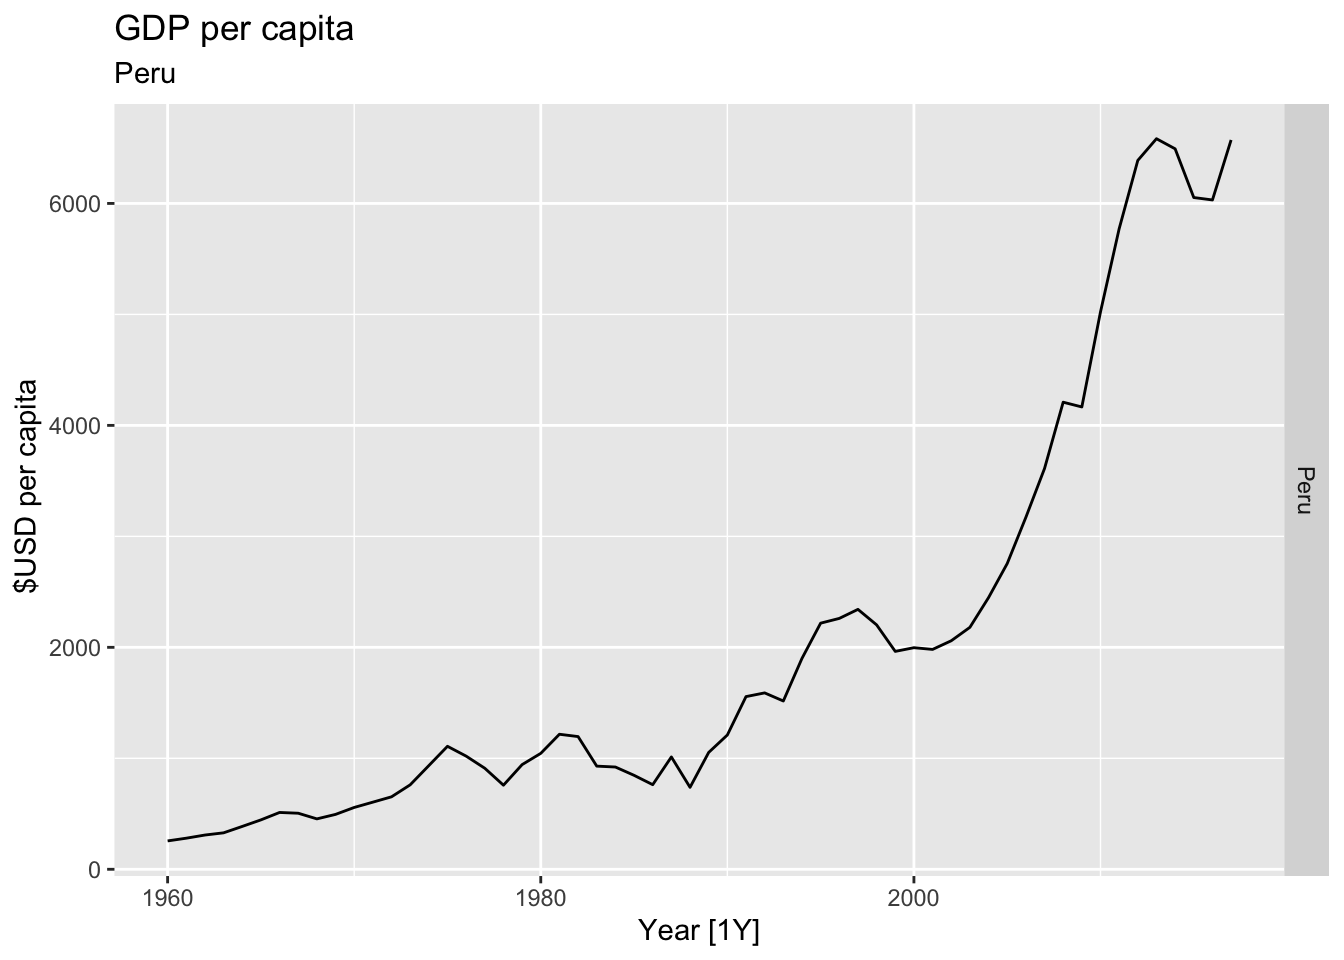 GDP per capita
Peru
$USD per capita
6000
4000
2000
0
1960
1980
2000
Year [1Y]
Peru